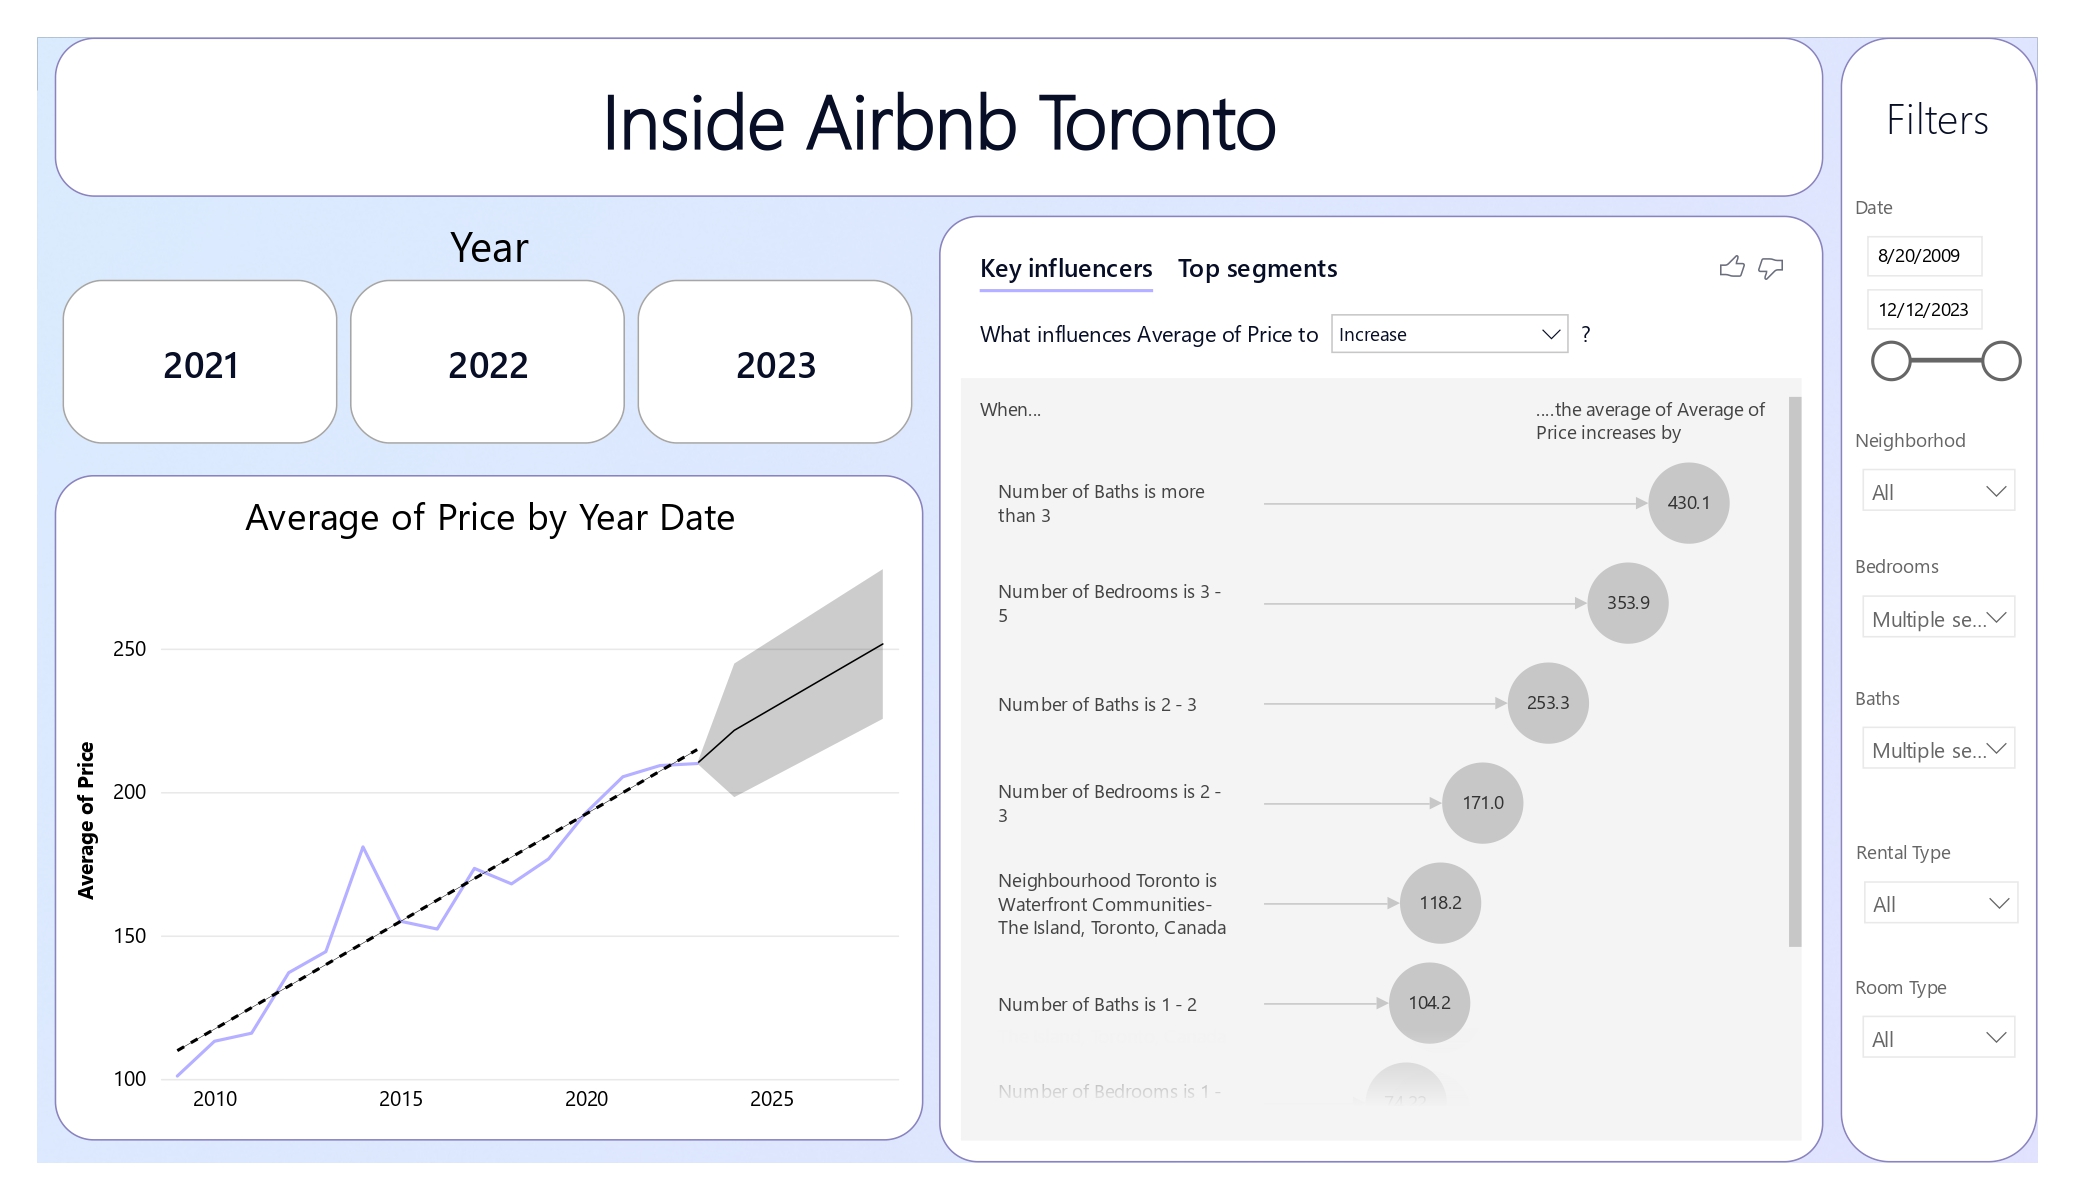 Inside Airbnb Toronto
Year
2021
2022
2023
Average of Price by Year Date
Average of Price
250
200
150
100
2010
2015
2020
2025
Key influencers
Top segments
What influences Average of Price to
Increase
?
When...
....the average of Average of
Price increases by
Number of Baths is more
than 3
430.1
Number of Bedrooms is 3 -
5
353.9
Number of Baths is 2 - 3
253.3
Number of Bedrooms is 2 -
3
171.0
Neighbourhood Toronto is
Waterfront Communities-
The Island, Toronto, Canada
118.2
Number of Baths is 1 - 2
104.2
Number of Bedrooms is 1 -
Filters
Date
8/20/2009
12/12/2023
Neighborhod
All
Bedrooms
Multiple se...
Baths
Multiple se...
Rental Type
All
Room Type
All